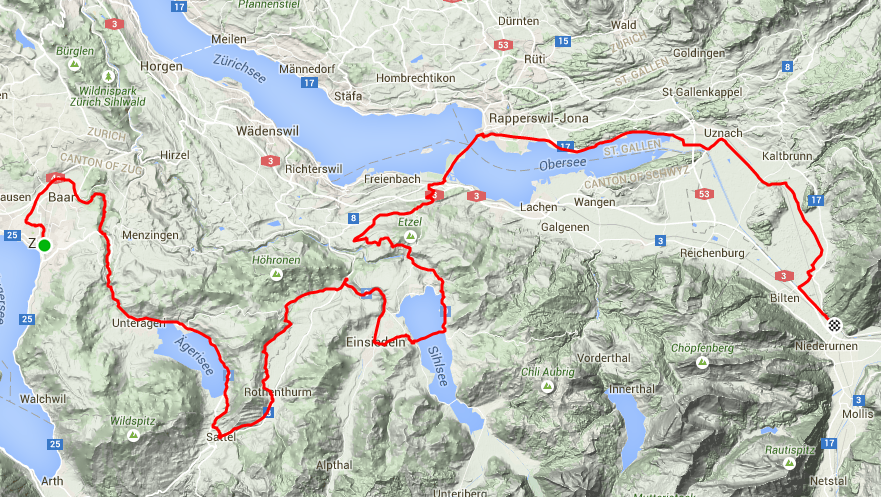 Pfannenstiel
17
3
Dürnten
Wald
Meilen
53
15
ZÜRICH
Bürglen
Horgen
Zürichsee
Männedorf
Rüti
Göldingen
ST. GALLEN
8
Hombrechtikon
17
Wildnispark
Zürich Sihlwald
Stäfa
St Gallenkappel
Rapperswil-Jona
ZÜRICH
Wädenswil
Uznach
CANTON OF ZUG
Hirzel
3
17
ST. GALLEN
Kaltbrunn
Richterswil
Obersee
Freienbach
CANTON OF SCHWYZ
hausen
Baar
3
3
53
17
Lachen
Wangen
8
Etzel
25
Z
Menzingen
Galgenen
3
Reichenburg
Höhronen
3
Bilten
25
Unterägeri
Einsiedeln
Niederurnen
Ägerisee
Sihlsee
Vorderthal
Chöpfenberg
Chli Aubrig
Walchwil
Rothenthurm
Innerthal
3
Wildspitz
Mollis
Sattel
25
17
Rautispitz
Alpthal
Arth
Netstal
Unteriberg